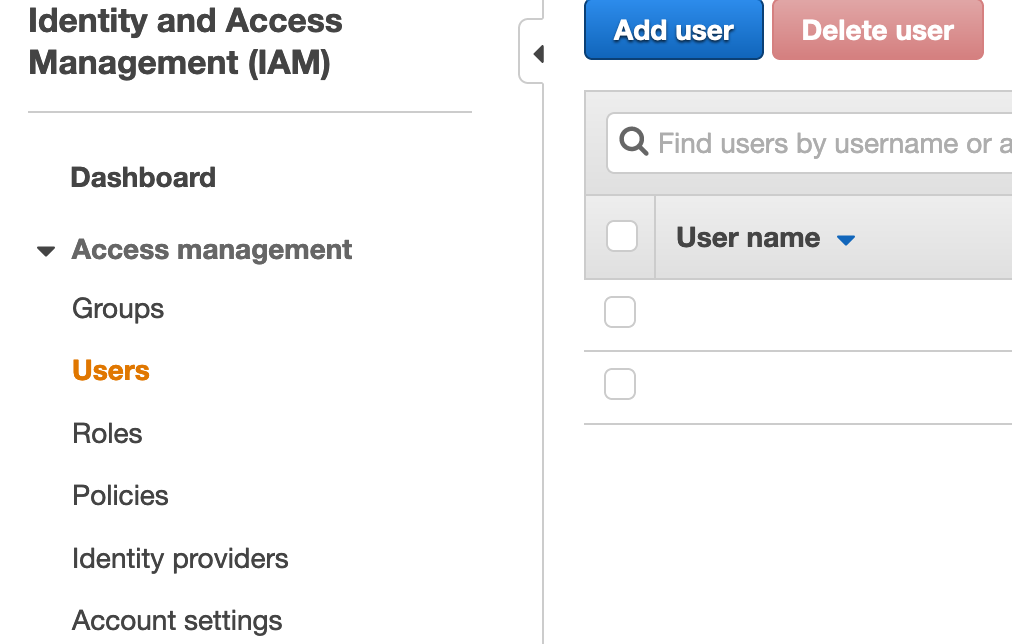 Identity and Access
Management (IAM)
Dashboard
Access management
Groups
Users
Roles
Policies
Identity providers
Account settings
Add user
Delete user
Find users by username or a
User name